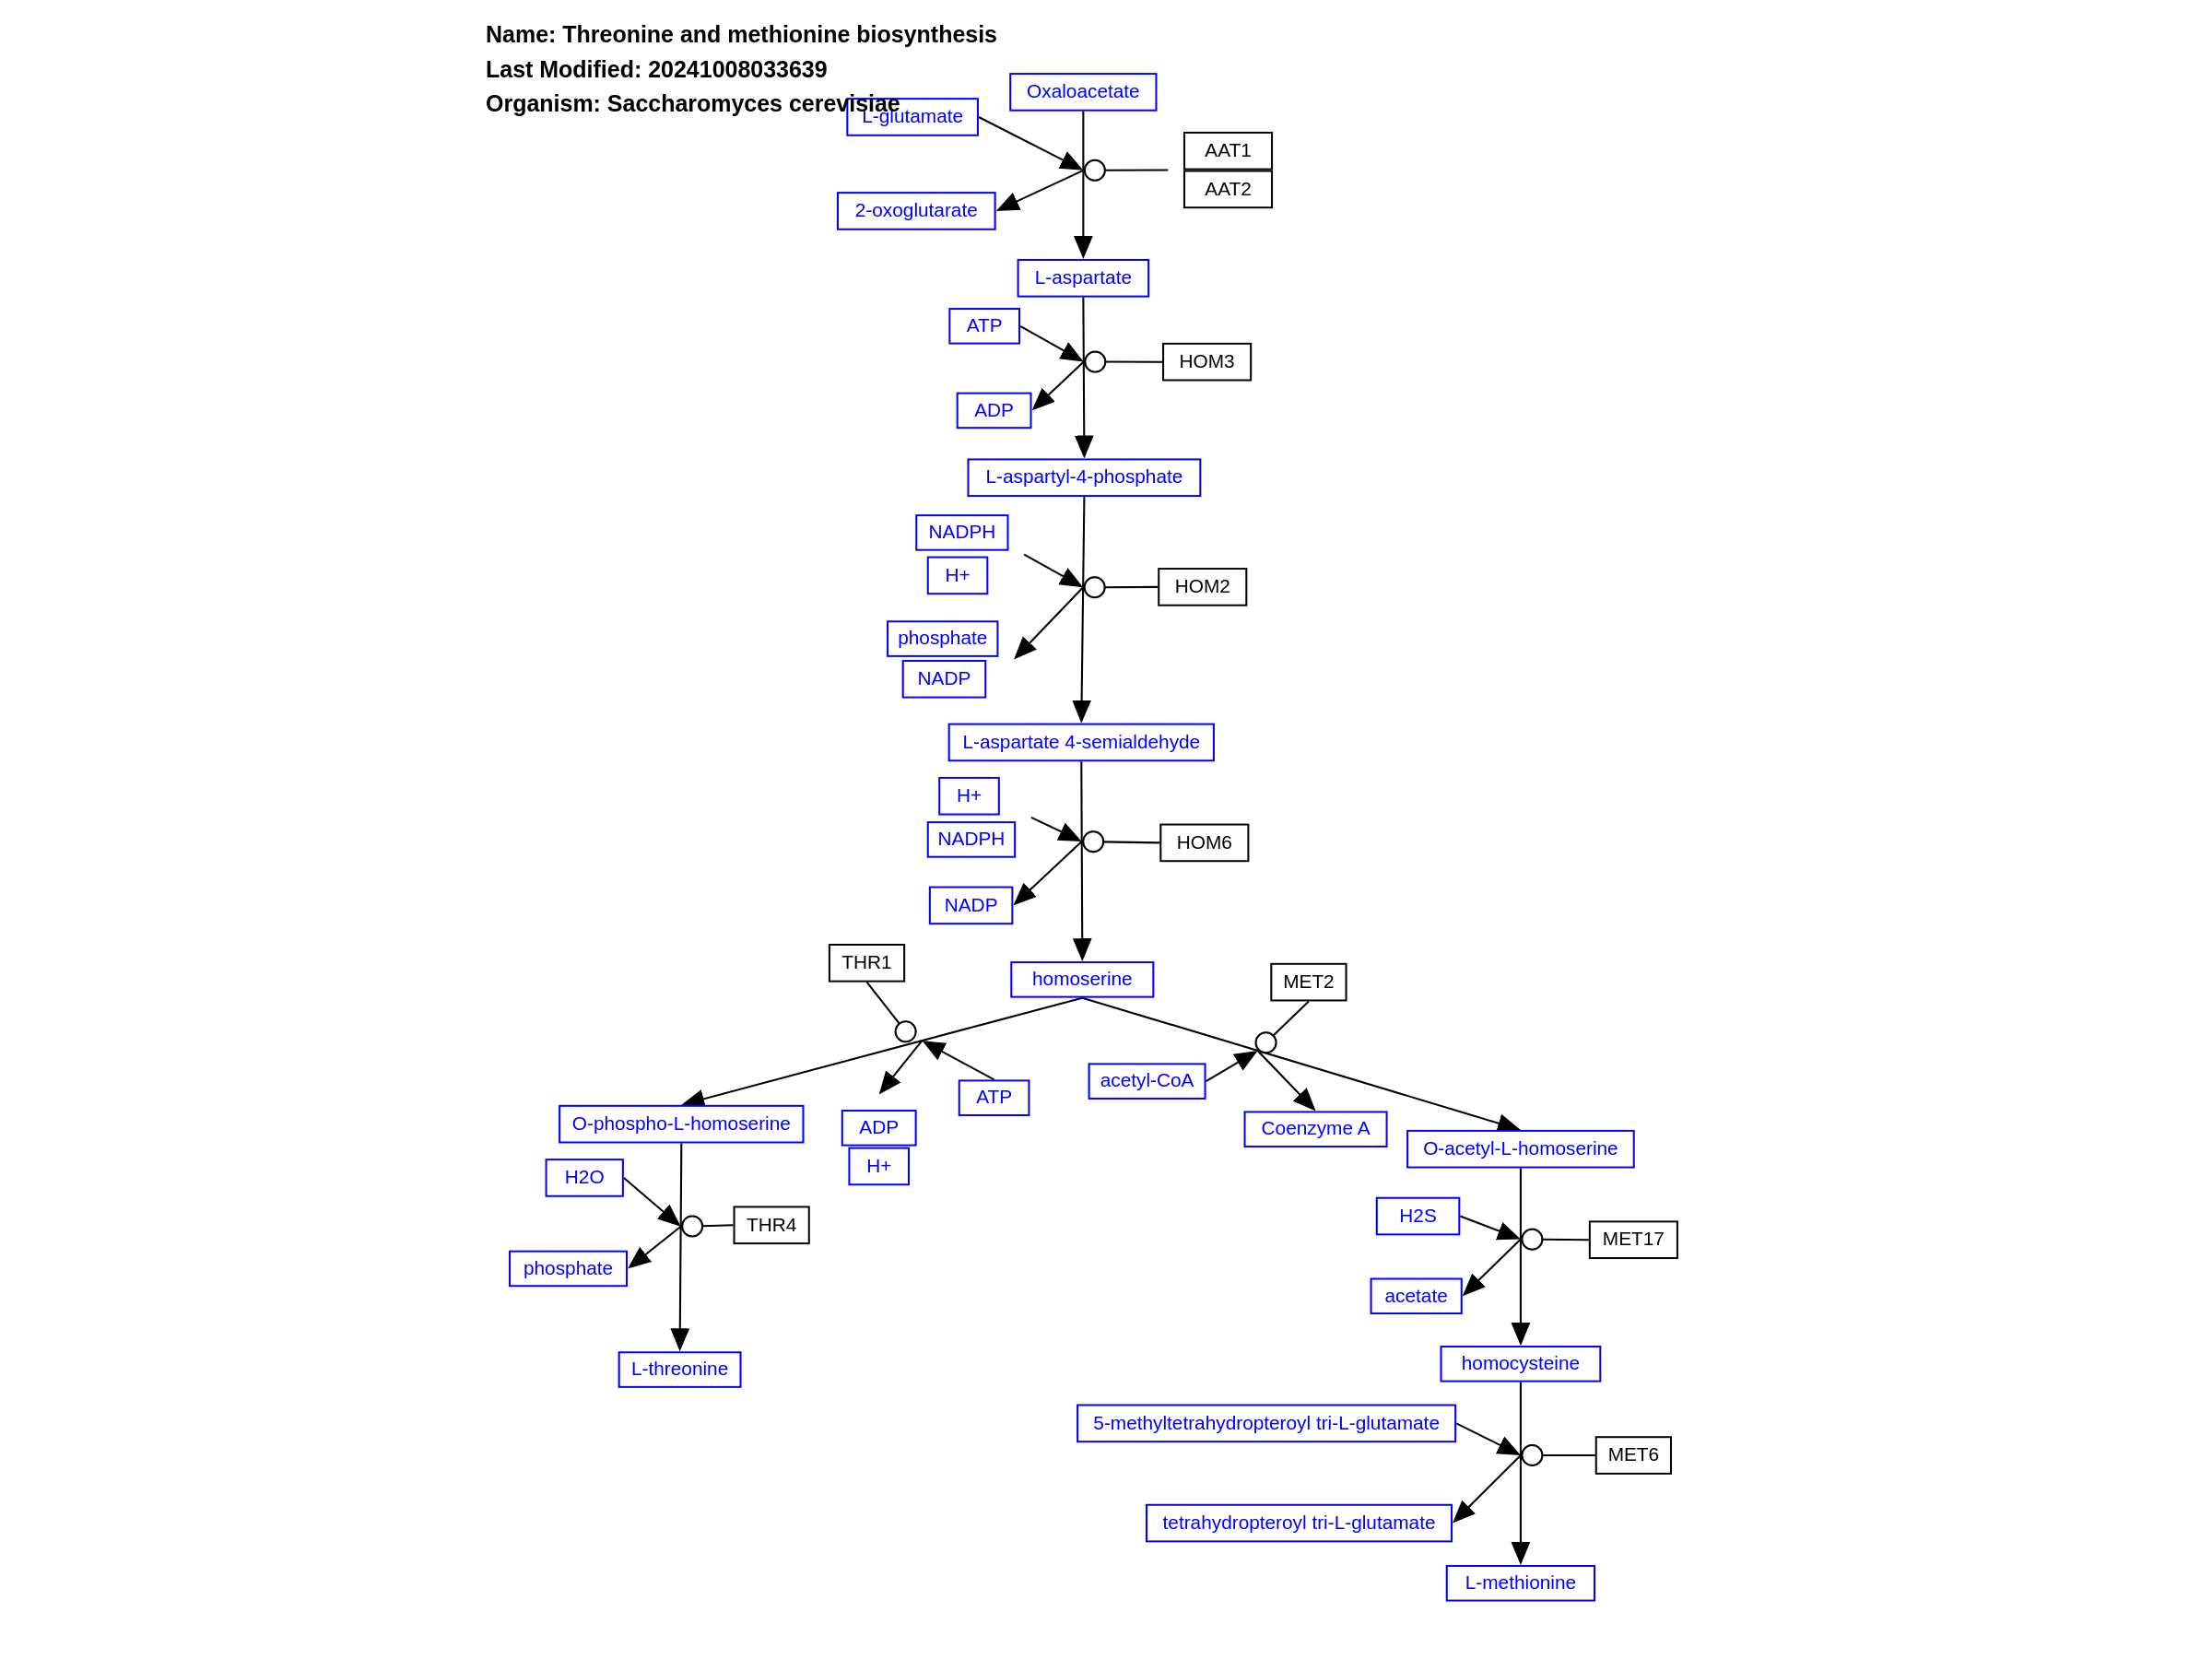 Name: Threonine and methionine biosynthesis
Last Modified: 20241008033639
Organism: Saccharomyces cerevisiae
Oxaloacetate
L-glutamate
AAT1
AAT2
2-oxoglutarate
L-aspartate
ATP
HOM3
ADP
L-aspartyl-4-phosphate
NADPH
H+
HOM2
phosphate
NADP
L-aspartate 4-semialdehyde
H+
NADPH
HOM6
NADP
THR1
homoserine
MET2
acetyl-CoA
ATP
O-phospho-L-homoserine
ADP
Coenzyme A
O-acetyl-L-homoserine
H+
H2O
H2S
THR4
MET17
phosphate
acetate
homocysteine
L-threonine
5-methyltetrahydropteroyl tri-L-glutamate
MET6
tetrahydropteroyl tri-L-glutamate
L-methionine